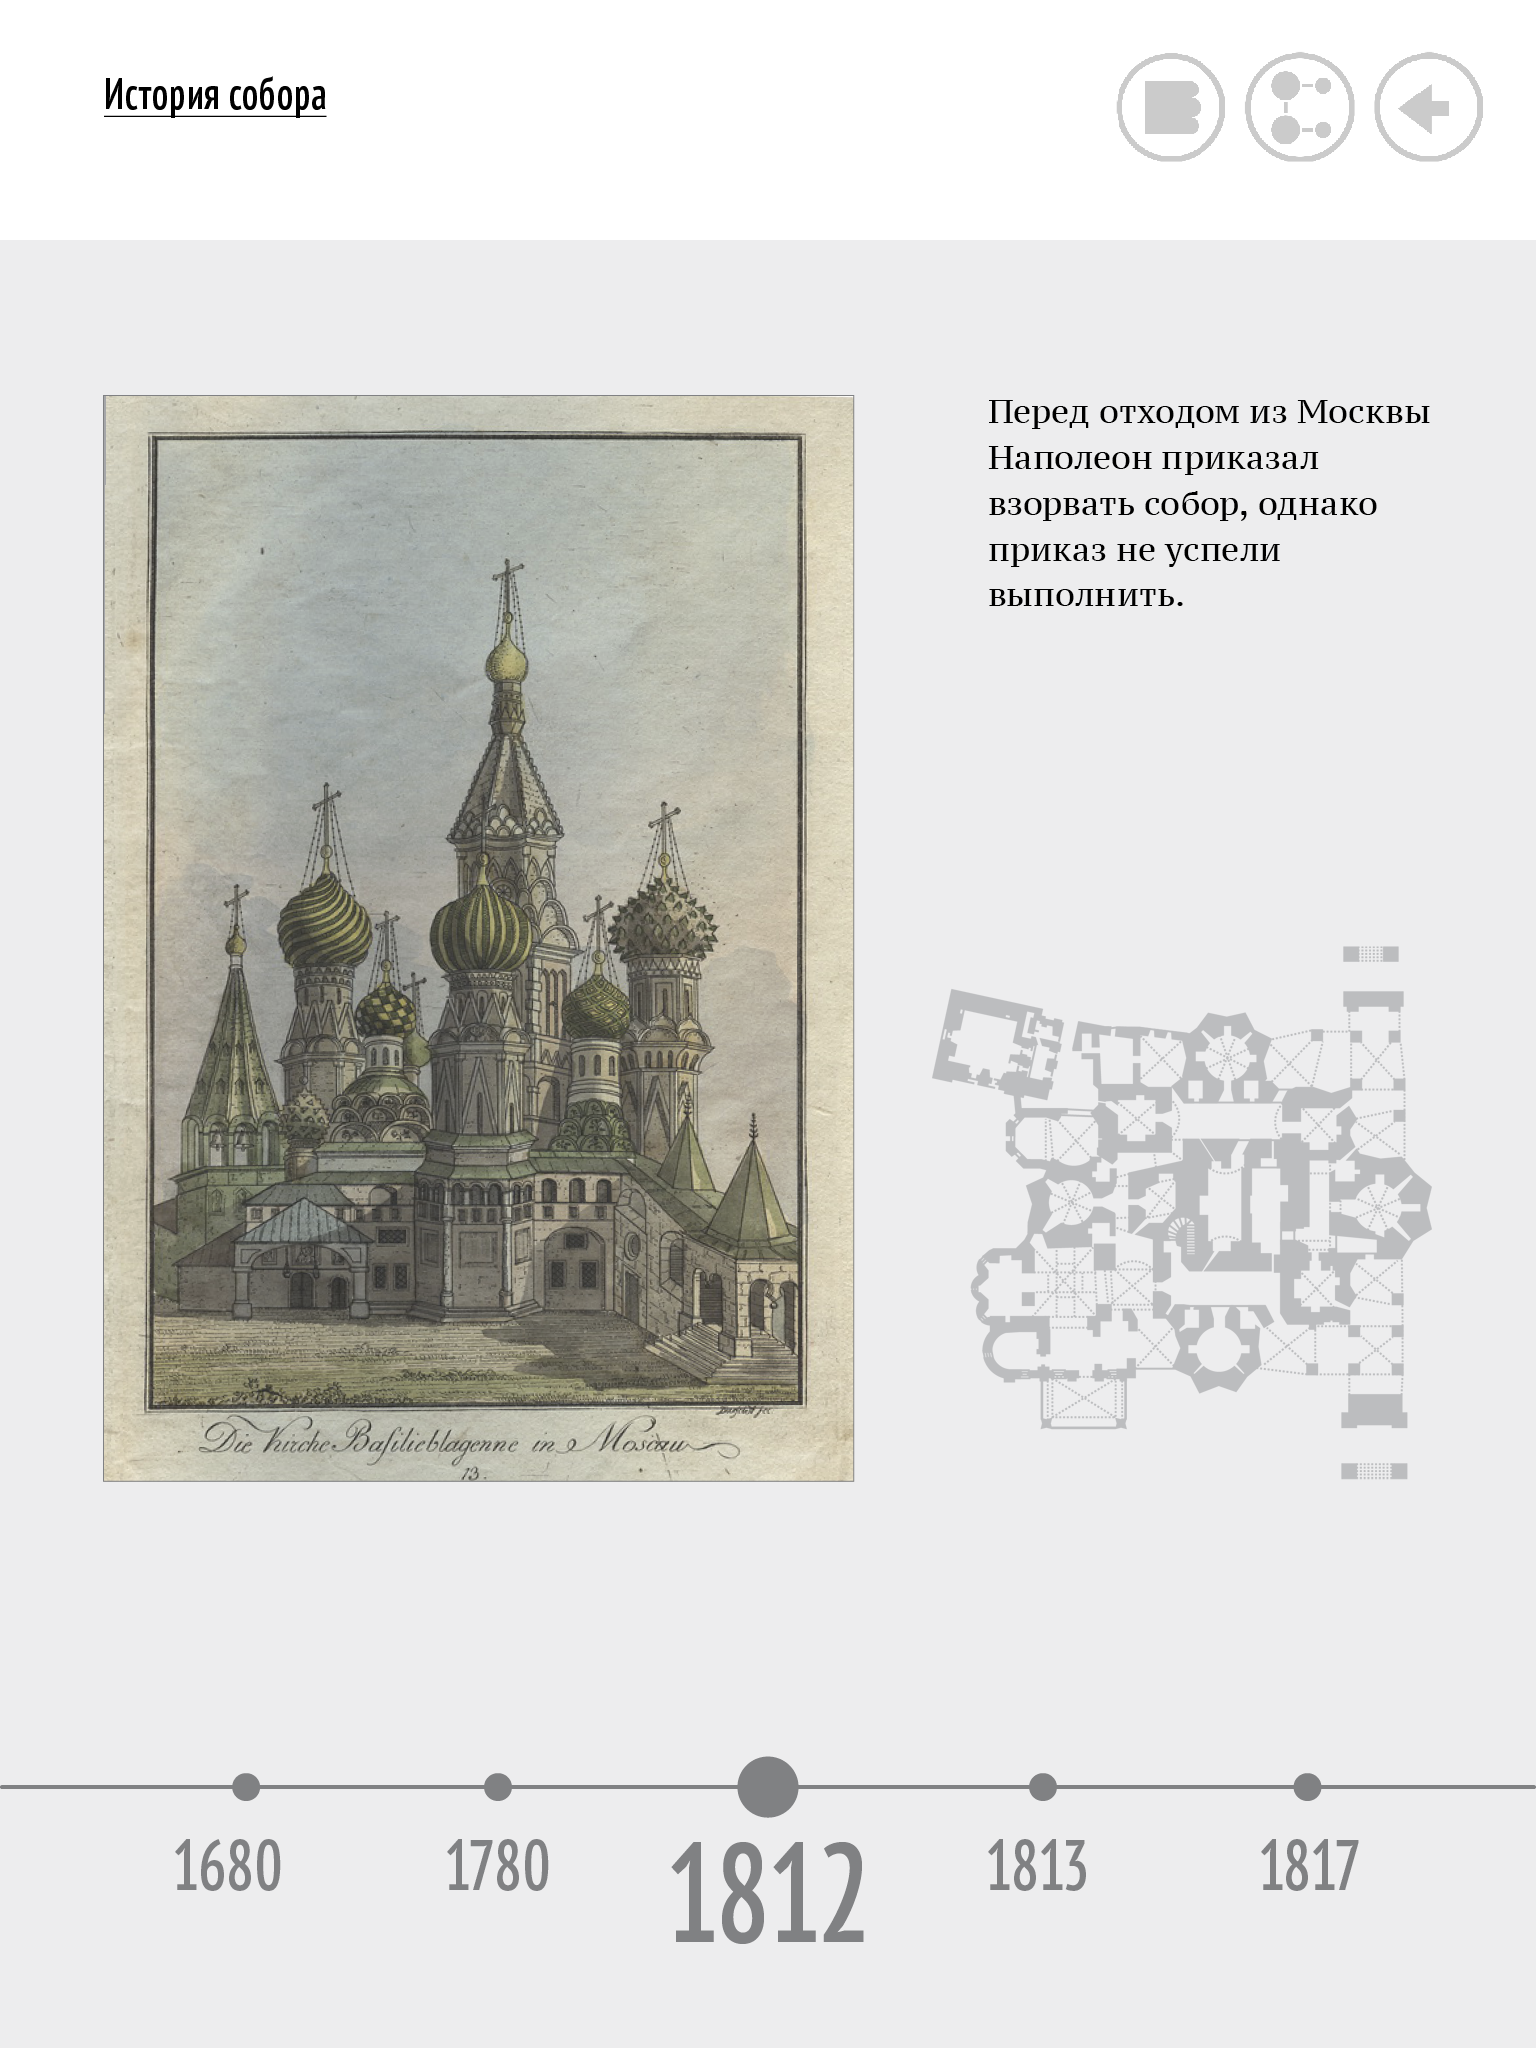 История собора
Перед отходом из Москвы
Наполеон приказал
взорвать собор, однако
приказ не успели
выполнить.
Die Kirche Baſilieblagenne in Moscau
13.
1680
1780
1812
1813
1817